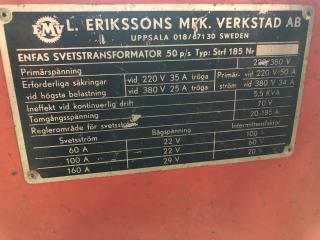 EMV L. ERIKSSONS MEK. VERKSTAD AB
UPPSALA 018/67130 SWEDEN
ENFAS SVETSTRANSFORMATOR 50 p/s Typ: Strf 185 Nr
Primärspänning 220/380 V
Erforderliga säkringar vid 220 V 35 A tröga Primär- vid 220 V 50 A
vid högsta belastning vid 380 V 25 A tröga ström vid 380 V 34 A
Ineffekt vid kontinuerlig drift 5,5 KVA
Tomgångsspänning 70 V
Reglerområde för svetsström 20-185 A
Svetsström Bågspänning Intermittensfaktor
60 A 22 V 100 %
100 A 22 V 60 %
160 A 29 V 20 %